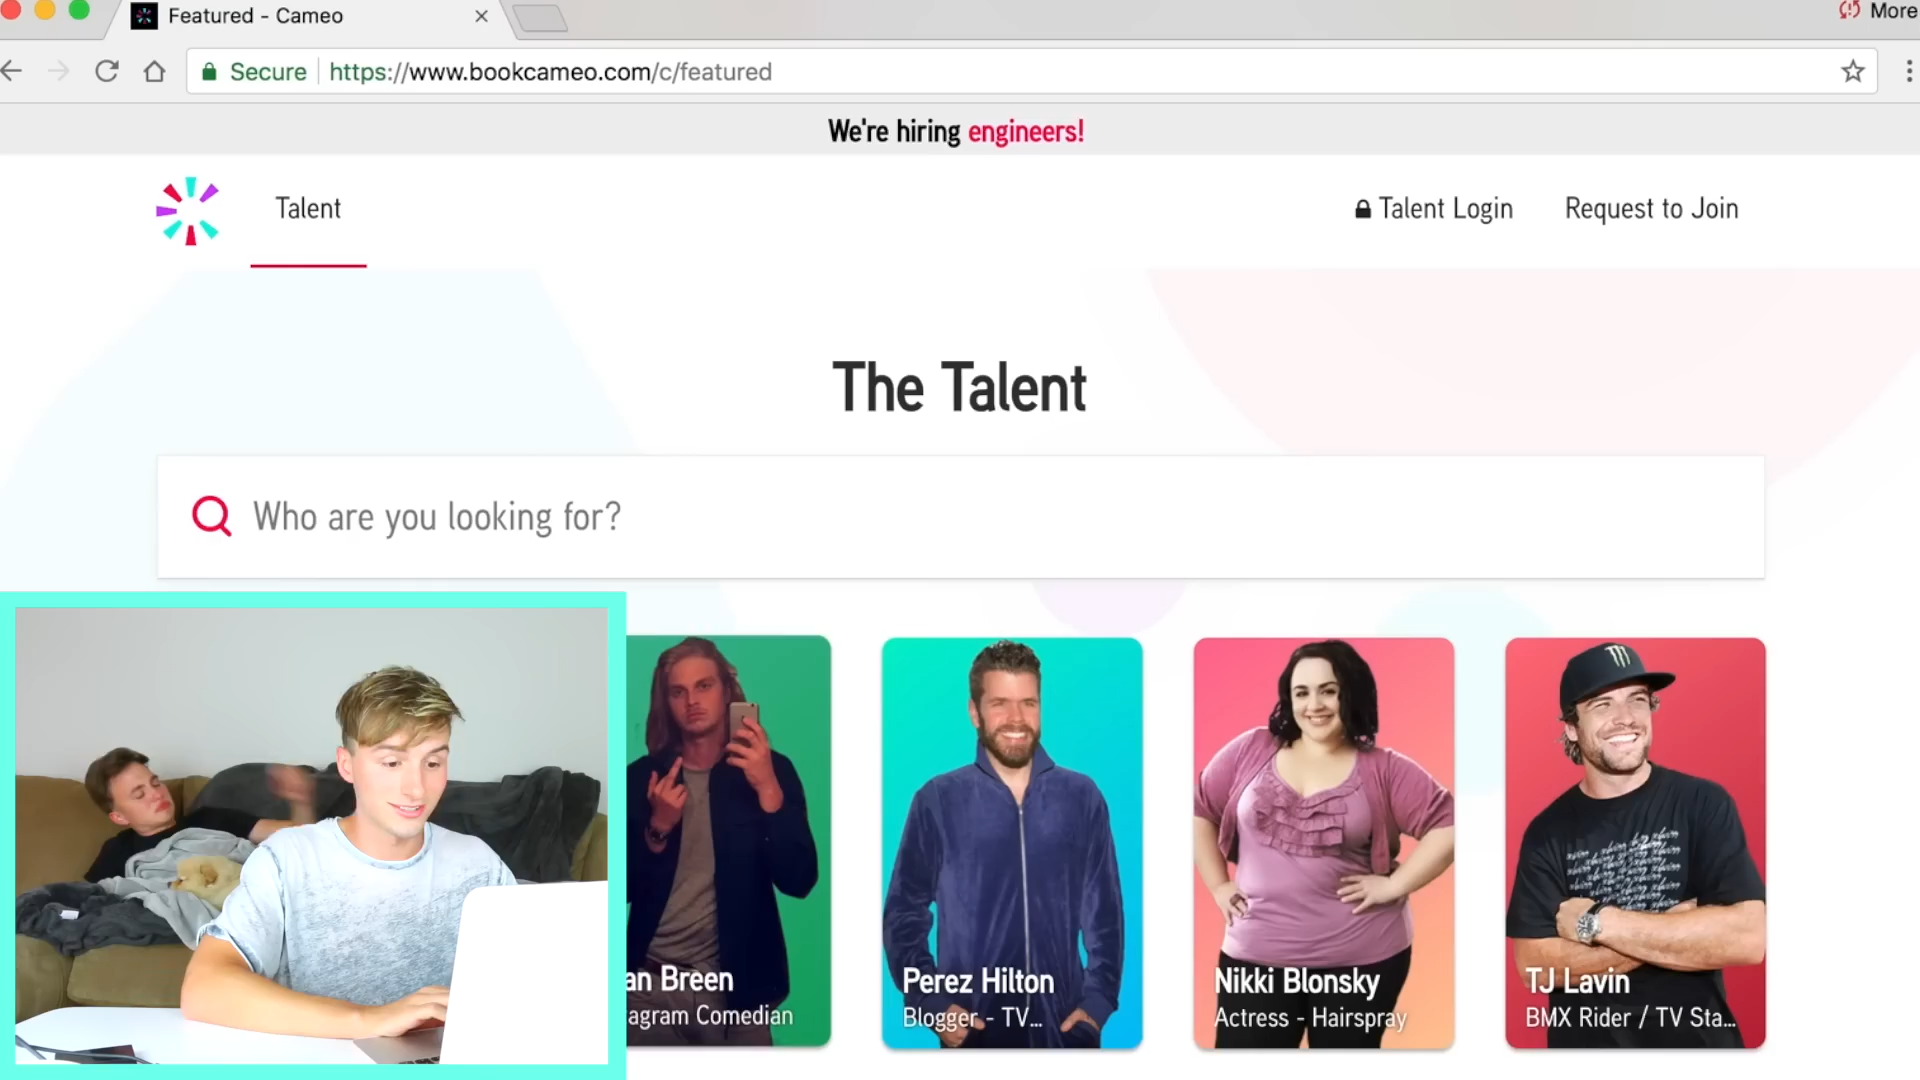 Featured - Cameo
More
Secure
https://www.bookcameo.com/c/featured
We're hiring engineers!
Talent
Talent Login
Request to Join
The Talent
Who are you looking for?
an Breen
agram Comedian
Perez Hilton
Blogger - TV...
Nikki Blonsky
Actress - Hairspray
TJ Lavin
BMX Rider / TV Sta...